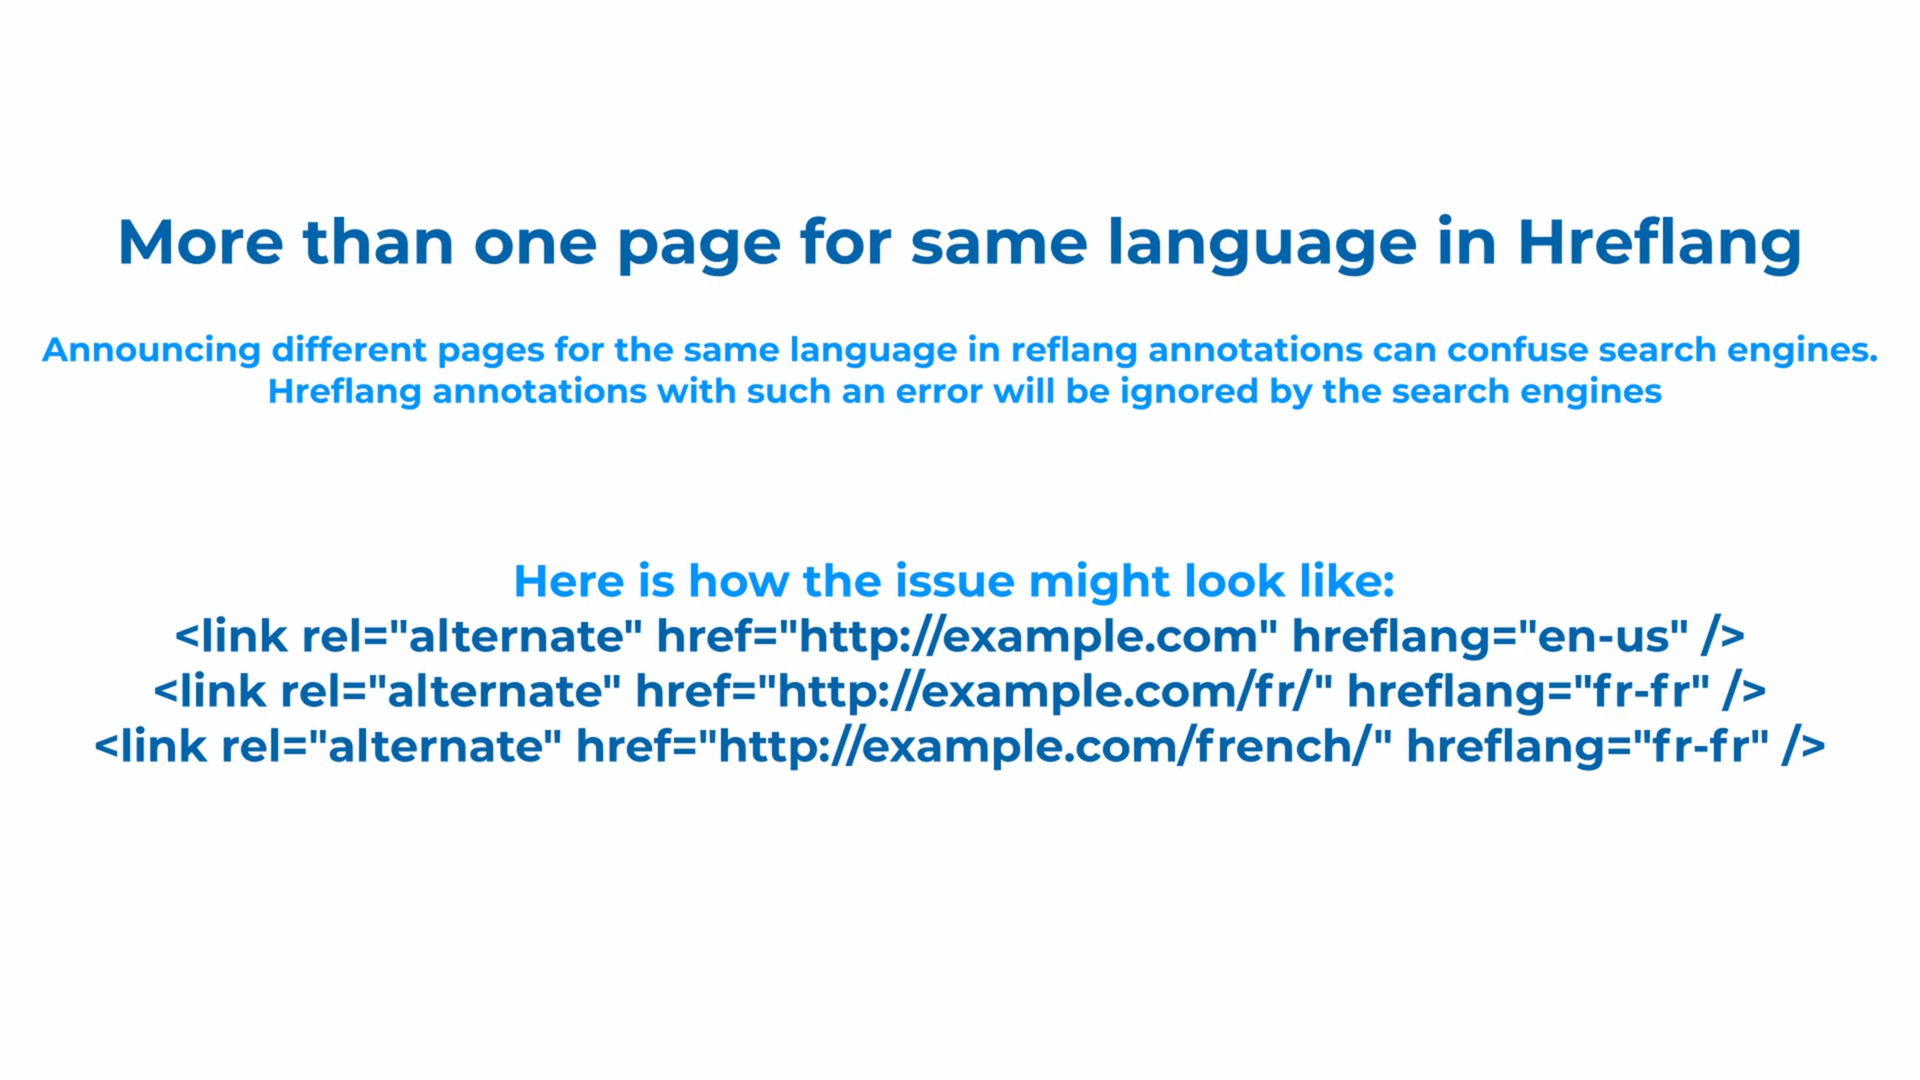 More than one page for same language in Hreflang
Announcing different pages for the same language in reflang annotations can confuse search engines.
Hreflang annotations with such an error will be ignored by the search engines
Here is how the issue might look like:
<link rel="alternate" href="http://example.com" hreflang="en-us" />
<link rel="alternate" href="http://example.com/fr/" hreflang="fr-fr" />
<link rel="alternate" href="http://example.com/french/" hreflang="fr-fr" />